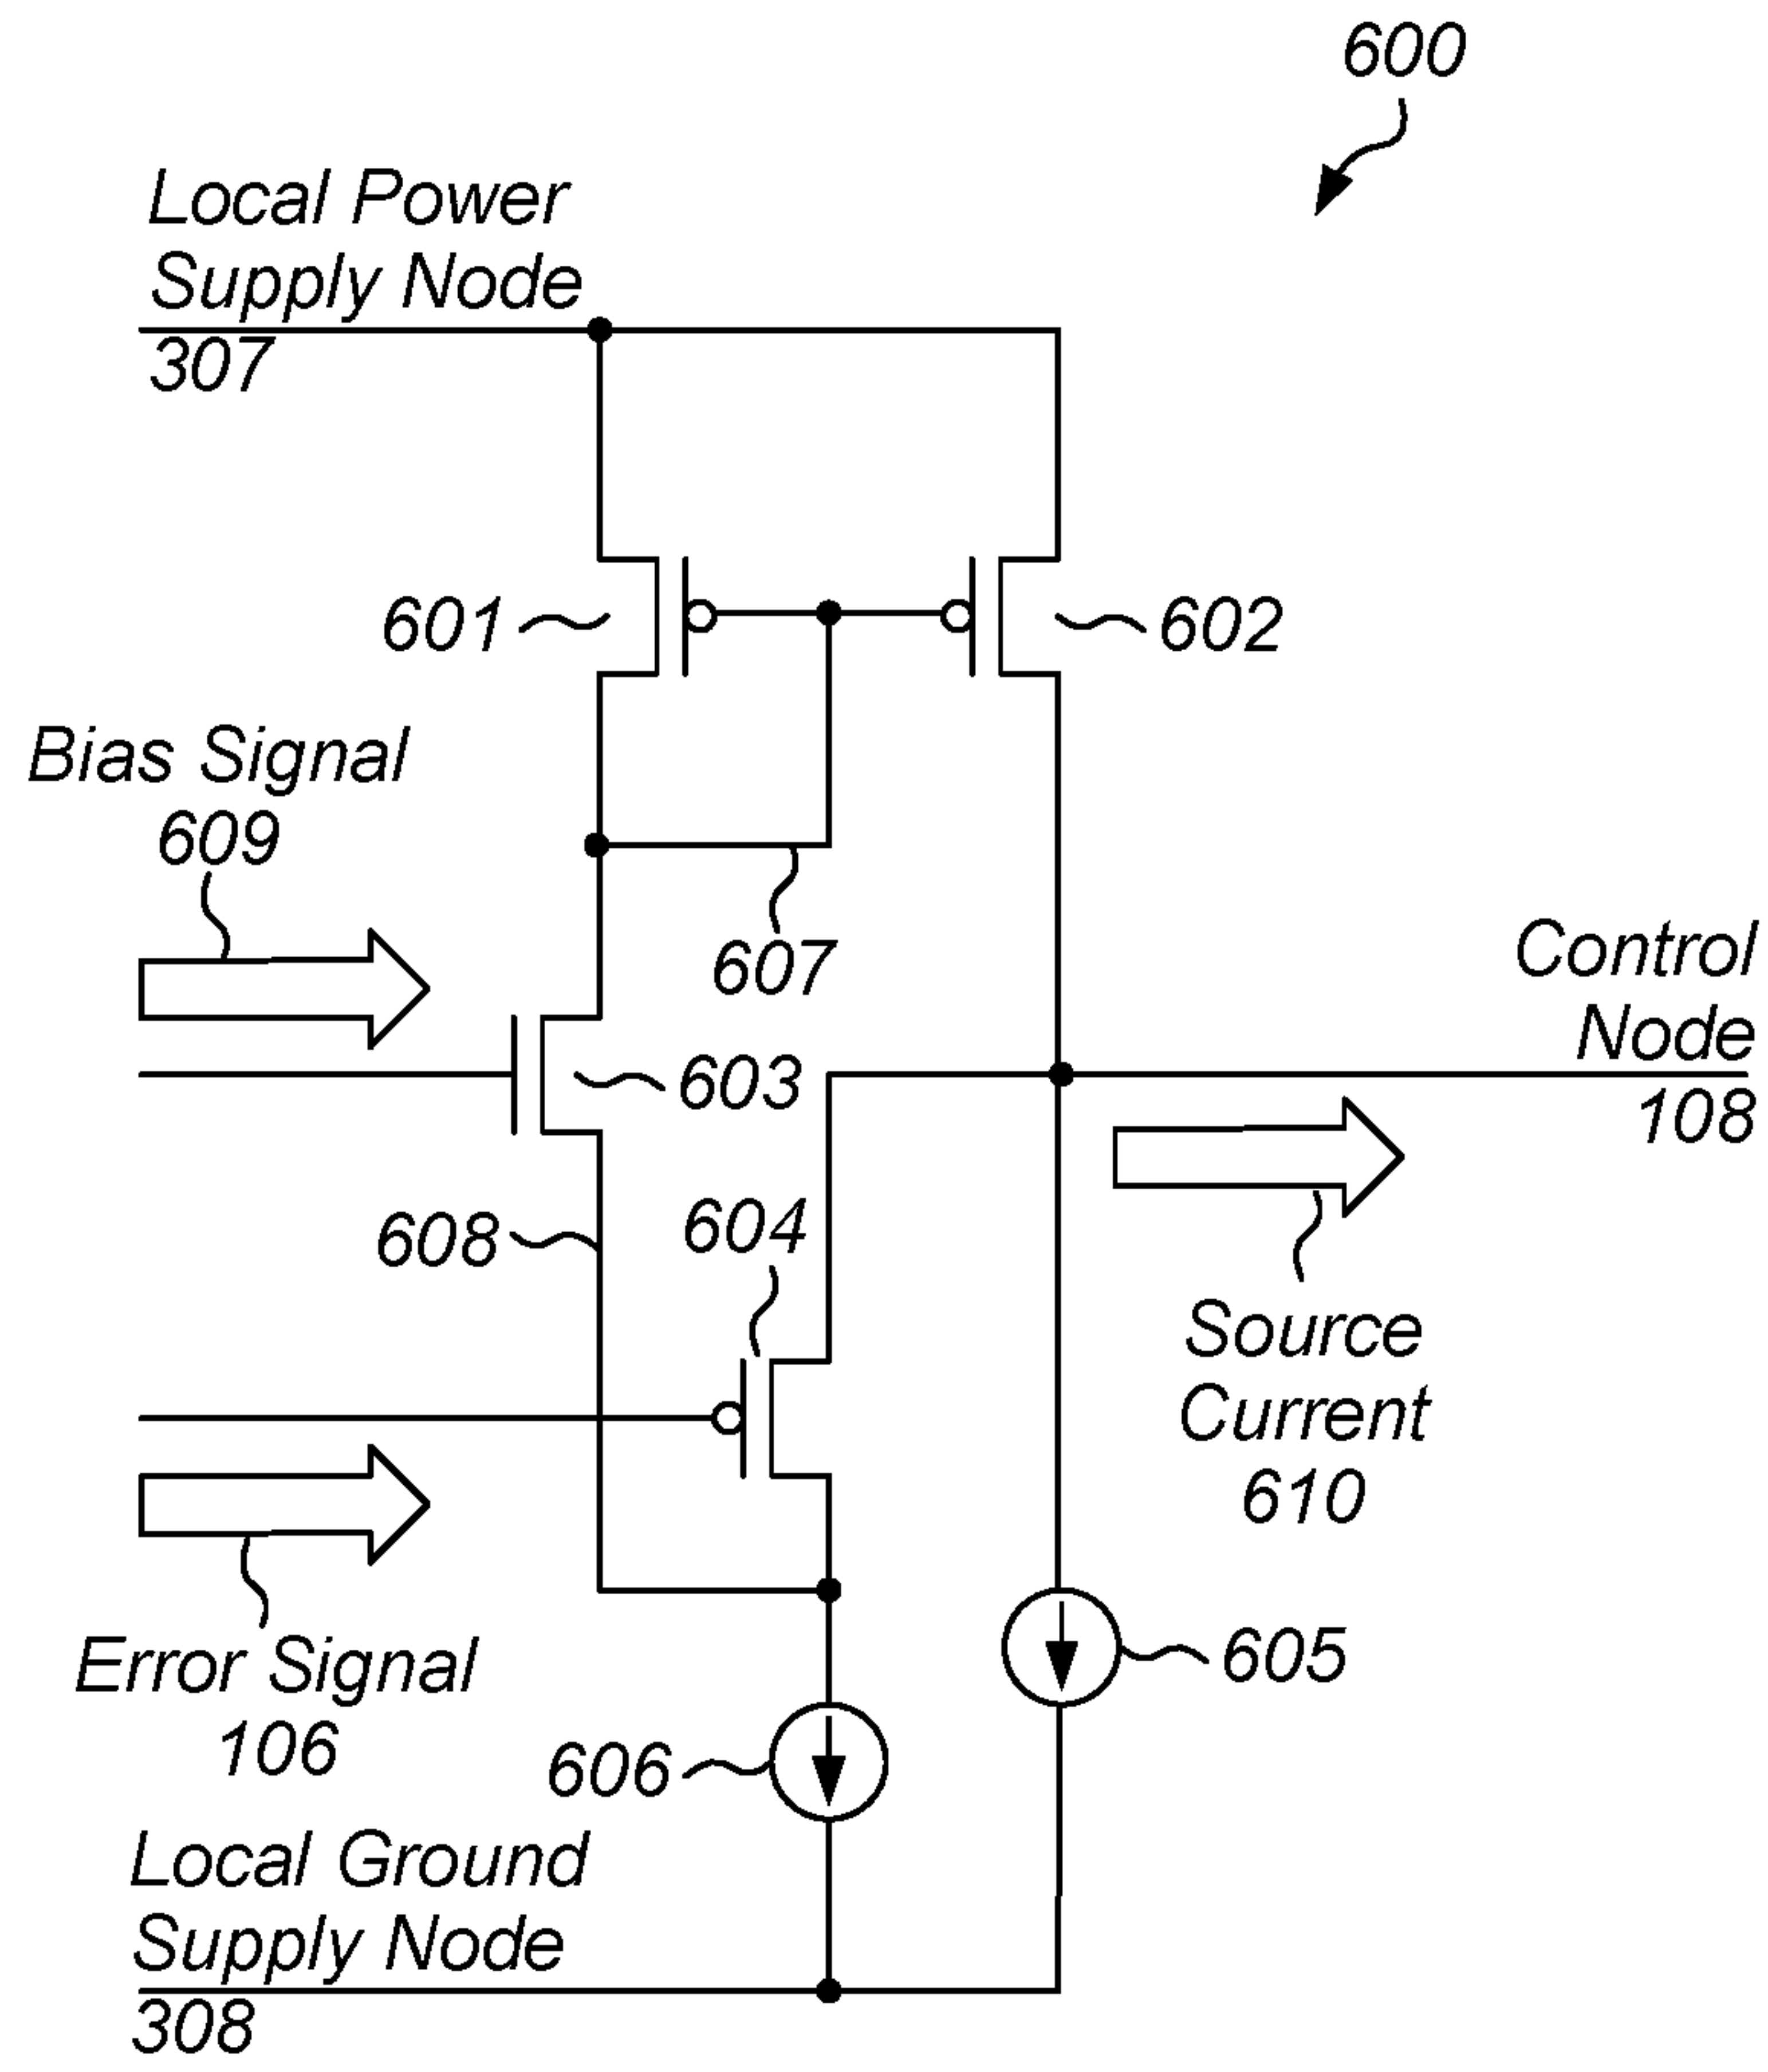 600
Local Power
Supply Node
307
601
602
Bias Signal
609
607
Control
Node
108
603
608
604
Source
Current
610
Error Signal
106
605
606
Local Ground
Supply Node
308